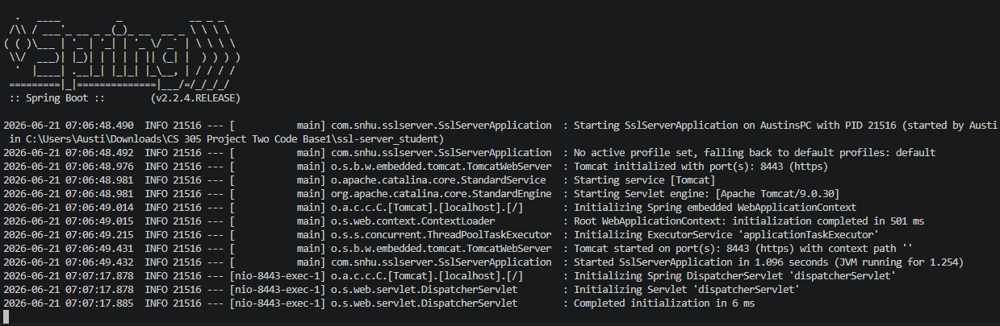 .   ____          _            __ _ _
 /\\ / ___'_ __ _ _(_)_ __  __ _ \ \ \ \
( ( )\___ | '_ | '_| | '_ \/ _` | \ \ \ \
 \\/  ___)| |_)| | | | | || (_| |  ) ) ) )
  '  |____| .__|_| |_|_| |_\__, | / / / /
 =========|_|==============|___/=/_/_/_/
 :: Spring Boot ::        (v2.2.4.RELEASE)
2026-06-21 07:06:48.490  INFO 21516 --- [           main] com.snhu.sslserver.SslServerApplication  : Starting SslServerApplication on AustinsPC with PID 21516 (started by Austi
 in C:\Users\Austi\Downloads\CS 305 Project Two Code Base1\ssl-server_student)
2026-06-21 07:06:48.492  INFO 21516 --- [           main] com.snhu.sslserver.SslServerApplication  : No active profile set, falling back to default profiles: default
2026-06-21 07:06:48.976  INFO 21516 --- [           main] o.s.b.w.embedded.tomcat.TomcatWebServer  : Tomcat initialized with port(s): 8443 (https)
2026-06-21 07:06:48.981  INFO 21516 --- [           main] o.apache.catalina.core.StandardService   : Starting service [Tomcat]
2026-06-21 07:06:48.981  INFO 21516 --- [           main] org.apache.catalina.core.StandardEngine  : Starting Servlet engine: [Apache Tomcat/9.0.30]
2026-06-21 07:06:49.014  INFO 21516 --- [           main] o.a.c.c.C.[Tomcat].[localhost].[/]       : Initializing Spring embedded WebApplicationContext
2026-06-21 07:06:49.015  INFO 21516 --- [           main] o.s.web.context.ContextLoader            : Root WebApplicationContext: initialization completed in 501 ms
2026-06-21 07:06:49.215  INFO 21516 --- [           main] o.s.s.concurrent.ThreadPoolTaskExecutor  : Initializing ExecutorService 'applicationTaskExecutor'
2026-06-21 07:06:49.431  INFO 21516 --- [           main] o.s.b.w.embedded.tomcat.TomcatWebServer  : Tomcat started on port(s): 8443 (https) with context path ''
2026-06-21 07:06:49.432  INFO 21516 --- [           main] com.snhu.sslserver.SslServerApplication  : Started SslServerApplication in 1.096 seconds (JVM running for 1.254)
2026-06-21 07:07:17.878  INFO 21516 --- [nio-8443-exec-1] o.a.c.c.C.[Tomcat].[localhost].[/]       : Initializing Spring DispatcherServlet 'dispatcherServlet'
2026-06-21 07:07:17.878  INFO 21516 --- [nio-8443-exec-1] o.s.web.servlet.DispatcherServlet        : Initializing Servlet 'dispatcherServlet'
2026-06-21 07:07:17.885  INFO 21516 --- [nio-8443-exec-1] o.s.web.servlet.DispatcherServlet        : Completed initialization in 6 ms